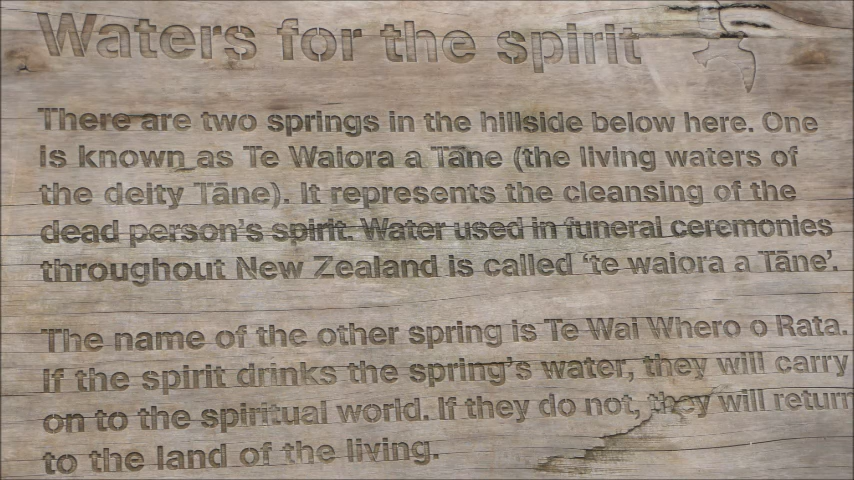 Waters for the spirit
There are two springs in the hillside below here. One
is known as Te Waiora a Tāne (the living waters of
the deity Tāne). It represents the cleansing of the
dead person's spirit. Water used in funeral ceremonies
throughout New Zealand is called ‘te waiora a Tāne’.
The name of the other spring is Te Wai Whero o Rata.
If the spirit drinks the spring's water, they will carry
on to the spiritual world. If they do not, they will return
to the land of the living.